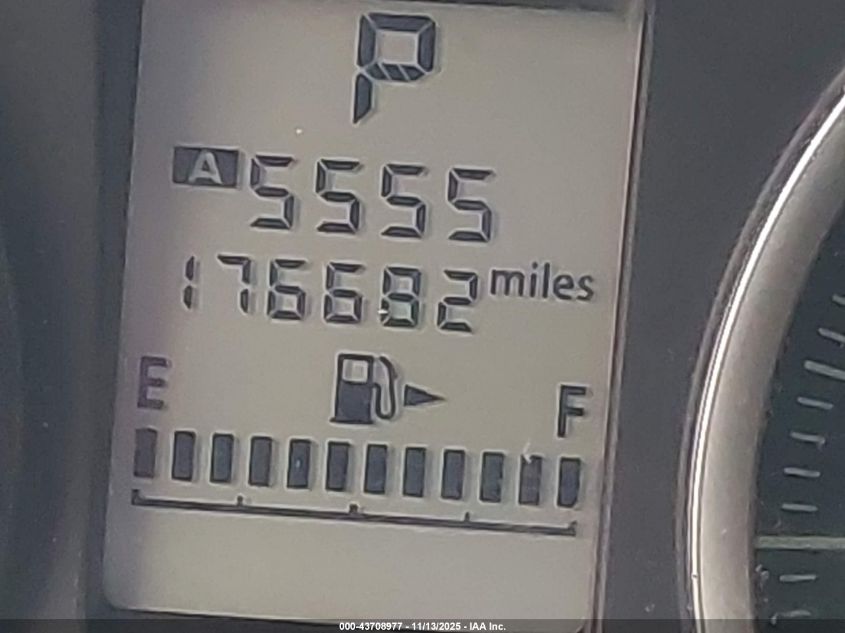 P
A 5555
176682 miles
E F
000-43708977 - 11/13/2025 - IAA Inc.